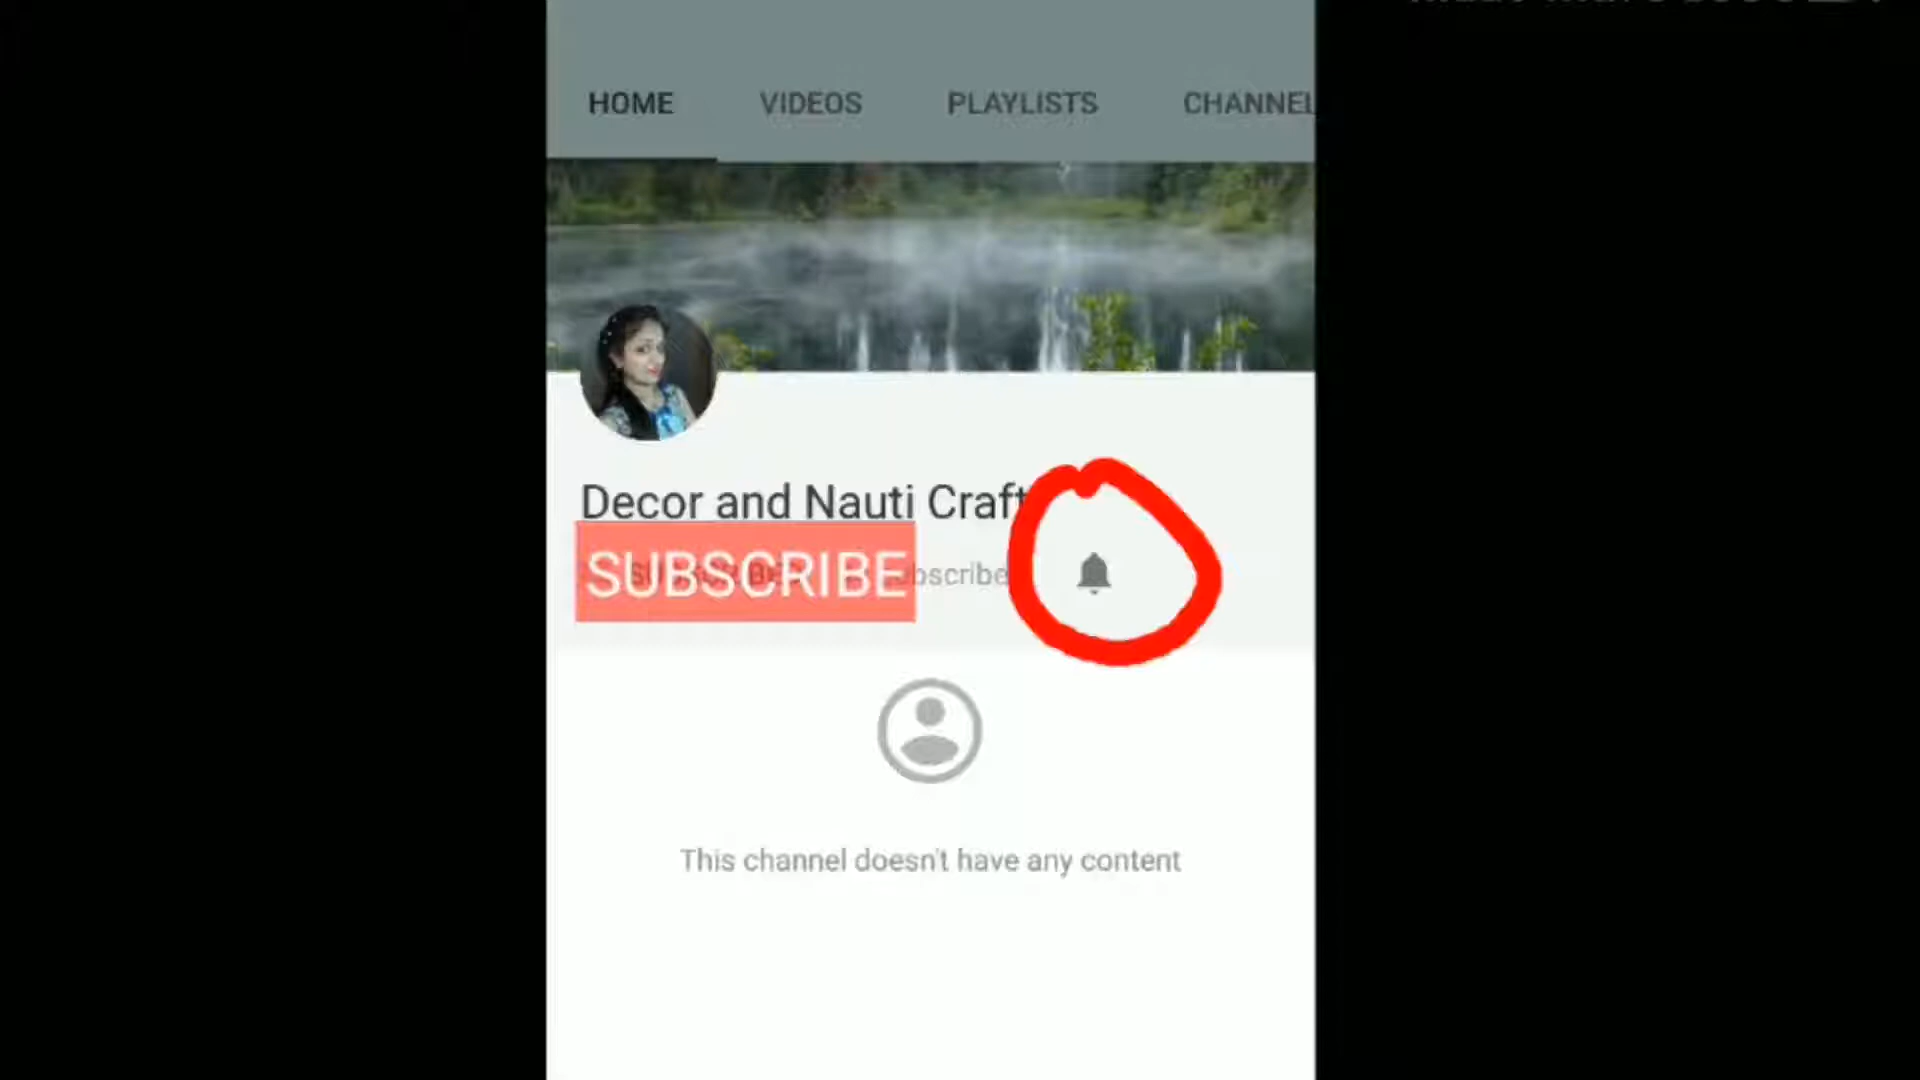 HOME VIDEOS PLAYLISTS CHANNEL
Decor and Nauti Craft
SUBSCRIBE
This channel doesn't have any content